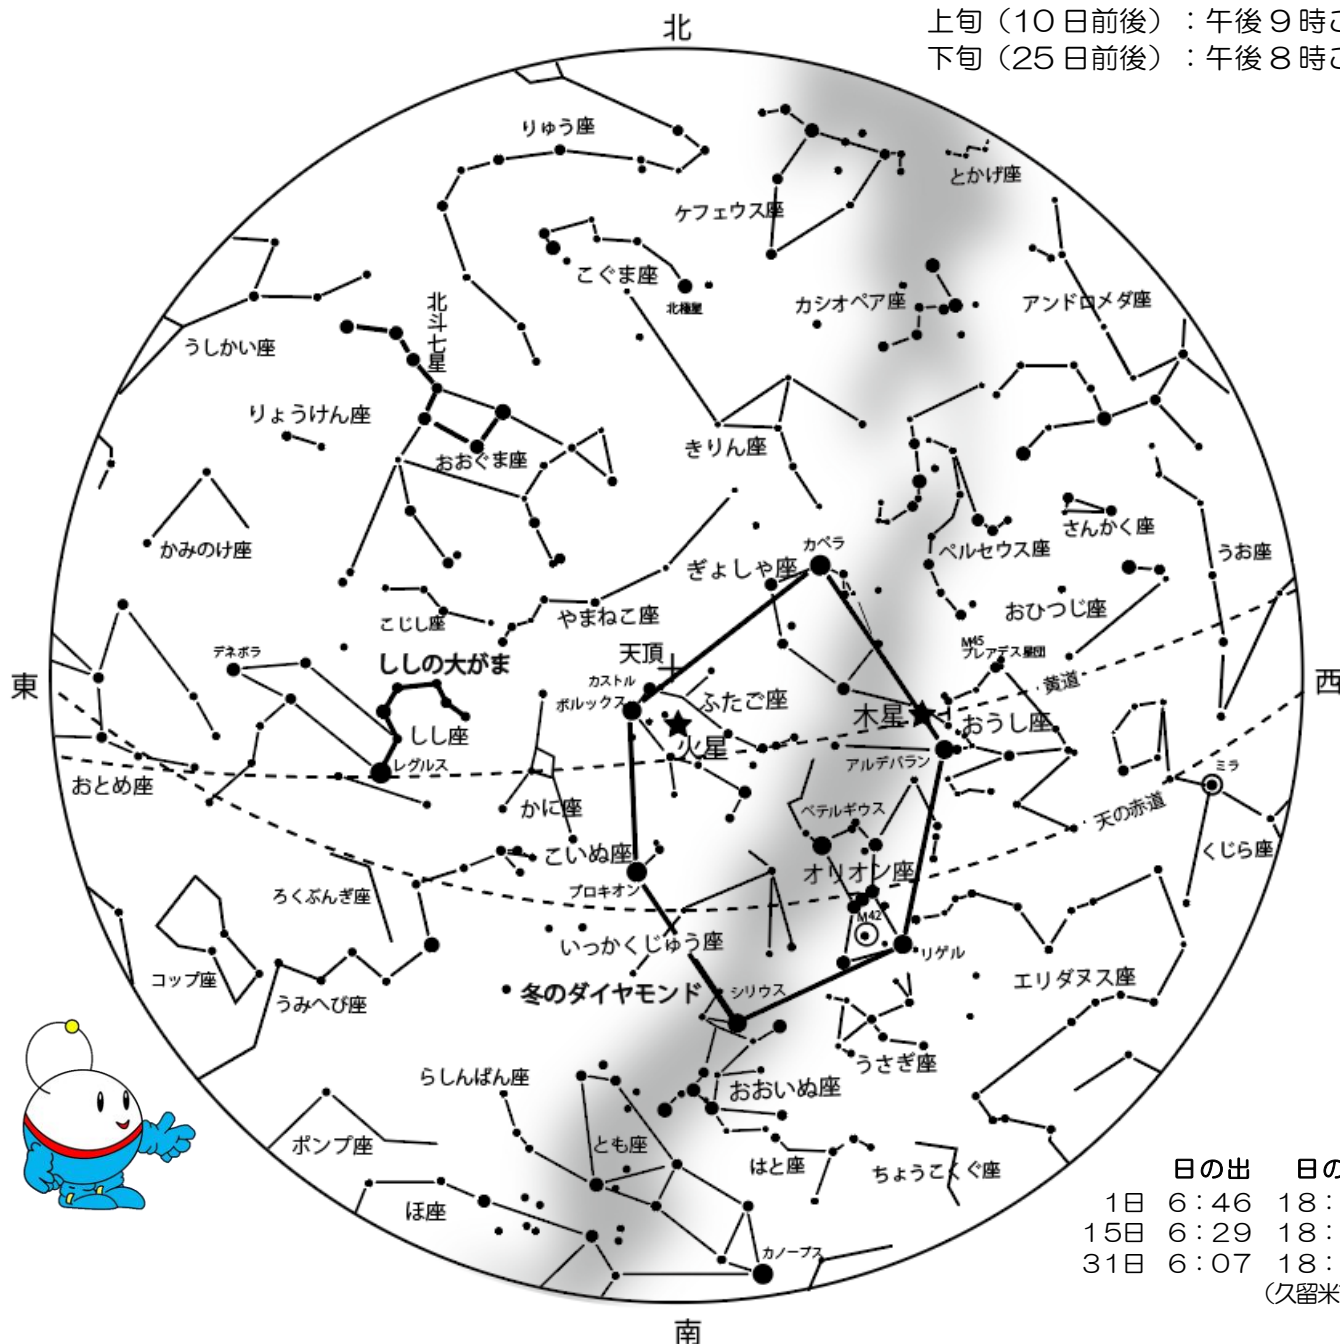 北
上旬（10日前後）：午後9時
下旬（25日前後）：午後8時
りゅう座
とかげ座
ケフェウス座
こぐま座
北極星
カシオペア座
アンドロメダ座
北斗七星
うしかい座
りょうけん座
おおぐま座
きりん座
かみのけ座
カペラ
ぎょしゃ座
ペルセウス座
さんかく座
うお座
こじし座
やまねこ座
おひつじ座
デネボラ
ししの大がま
天頂
カストル
ポルックス
ふたご座
M45
プレアデス星団
黄道
東
西
木星
おうし座
しし座
火星
レグルス
アルデバラン
ミラ
おとめ座
かに座
ベテルギウス
天の赤道
くじら座
こいぬ座
オリオン座
プロキオン
ろくぶんぎ座
M42
いっかくじゅう座
リゲル
コップ座
うみへび座
冬のダイヤモンド
シリウス
エリダヌス座
うさぎ座
らしんばん座
おおいぬ座
ポンプ座
とも座
はと座
ちょうこくぐ座
ほ座
カノープス
南
日の出 日の
1日 6：46 18：
15日 6：29 18：
31日 6：07 18：
（久留米